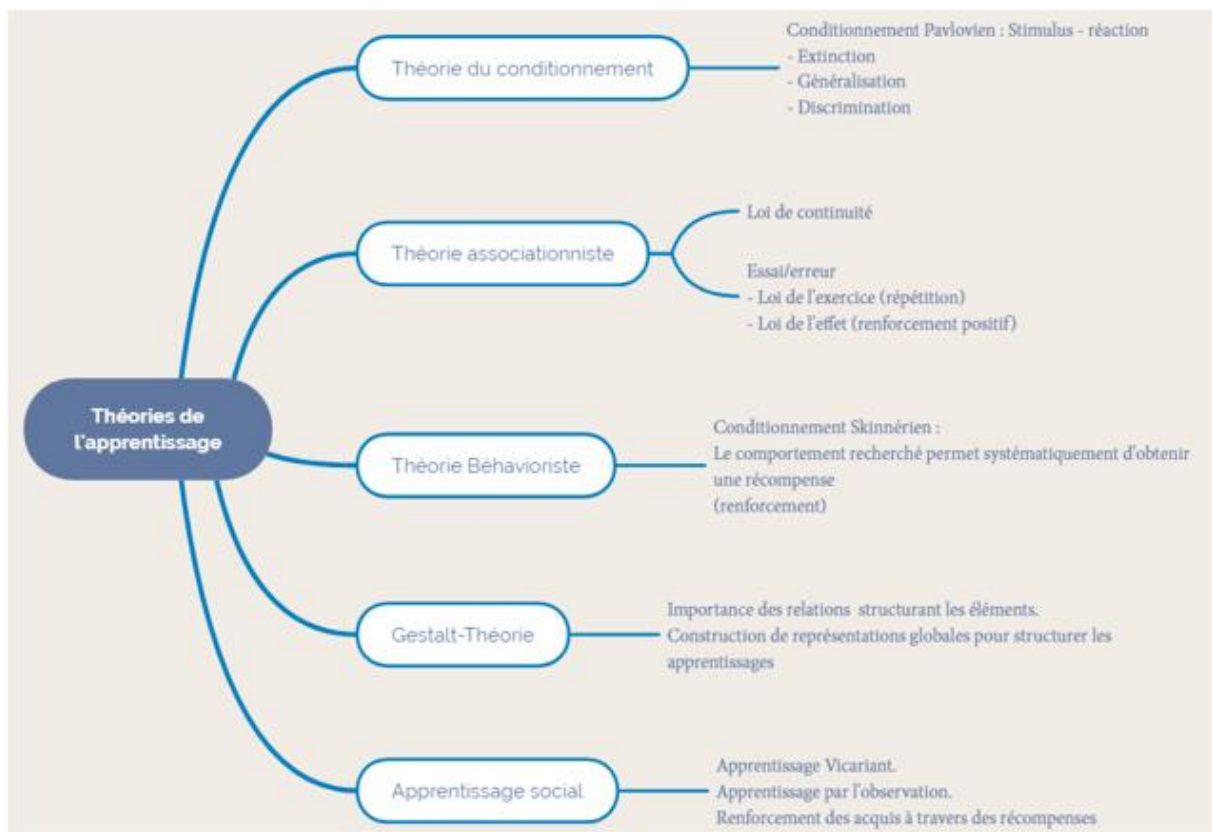 Théories de
l'apprentissage
Théorie du conditionnement
Conditionnement Pavlovien : Stimulus - réaction
- Extinction
- Généralisation
- Discrimination
Théorie associationniste
Loi de continuité
Essai/erreur
- Loi de l'exercice (répétition)
- Loi de l'effet (renforcement positif)
Théorie Béhavioriste
Conditionnement Skinnérien :
Le comportement recherché permet systématiquement d'obtenir
une récompense
(renforcement)
Gestalt-Théorie
Importance des relations structurant les éléments.
Construction de représentations globales pour structurer les
apprentissages
Apprentissage social
Apprentissage Vicariant.
Apprentissage par l'observation.
Renforcement des acquis à travers des récompenses